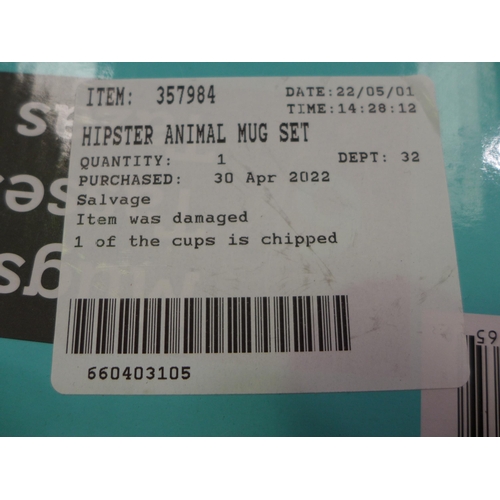 ITEM: 357984 DATE:22/05/01
TIME:14:28:12
HIPSTER ANIMAL MUG SET
QUANTITY: 1 DEPT: 32
PURCHASED: 30 Apr 2022
Salvage
Item was damaged
1 of the cups is chipped
660403105